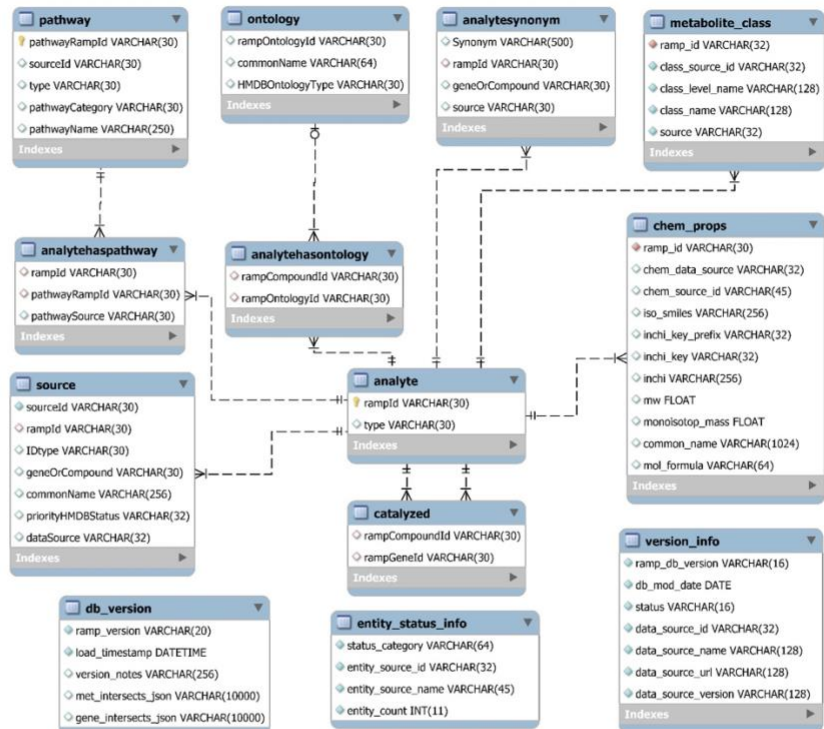 pathway
pathwayRampId VARCHAR(30)
sourceId VARCHAR(30)
type VARCHAR(30)
pathwayCategory VARCHAR(30)
pathwayName VARCHAR(250)
Indexes
ontology
rampOntologyId VARCHAR(30)
commonName VARCHAR(64)
HMDBOntologyType VARCHAR(30)
Indexes
analytesynonym
Synonym VARCHAR(500)
rampId VARCHAR(30)
geneOrCompound VARCHAR(30)
source VARCHAR(30)
Indexes
metabolite_class
ramp_id VARCHAR(32)
class_source_id VARCHAR(32)
class_level_name VARCHAR(128)
class_name VARCHAR(128)
source VARCHAR(32)
Indexes
analytehaspathway
rampId VARCHAR(30)
pathwayRampId VARCHAR(30)
pathwaySource VARCHAR(30)
Indexes
analytehasontology
rampCompoundId VARCHAR(30)
rampOntologyId VARCHAR(30)
Indexes
chem_props
ramp_id VARCHAR(30)
chem_data_source VARCHAR(32)
chem_source_id VARCHAR(45)
iso_smiles VARCHAR(256)
inchi_key_prefix VARCHAR(32)
inchi_key VARCHAR(32)
inchi VARCHAR(256)
mw FLOAT
monoisotop_mass FLOAT
common_name VARCHAR(1024)
mol_formula VARCHAR(64)
Indexes
source
sourceId VARCHAR(30)
rampId VARCHAR(30)
IDtype VARCHAR(30)
geneOrCompound VARCHAR(30)
commonName VARCHAR(256)
priorityHMDBStatus VARCHAR(32)
dataSource VARCHAR(32)
Indexes
analyte
rampId VARCHAR(30)
type VARCHAR(30)
Indexes
catalyzed
rampCompoundId VARCHAR(30)
rampGeneId VARCHAR(30)
Indexes
version_info
ramp_db_version VARCHAR(16)
db_mod_date DATE
status VARCHAR(16)
data_source_id VARCHAR(32)
data_source_name VARCHAR(128)
data_source_url VARCHAR(128)
data_source_version VARCHAR(128)
Indexes
db_version
ramp_version VARCHAR(20)
load_timestamp DATETIME
version_notes VARCHAR(256)
met_intersects_json VARCHAR(10000)
gene_intersects_json VARCHAR(10000)
entity_status_info
status_category VARCHAR(64)
entity_source_id VARCHAR(32)
entity_source_name VARCHAR(45)
entity_count INT(11)